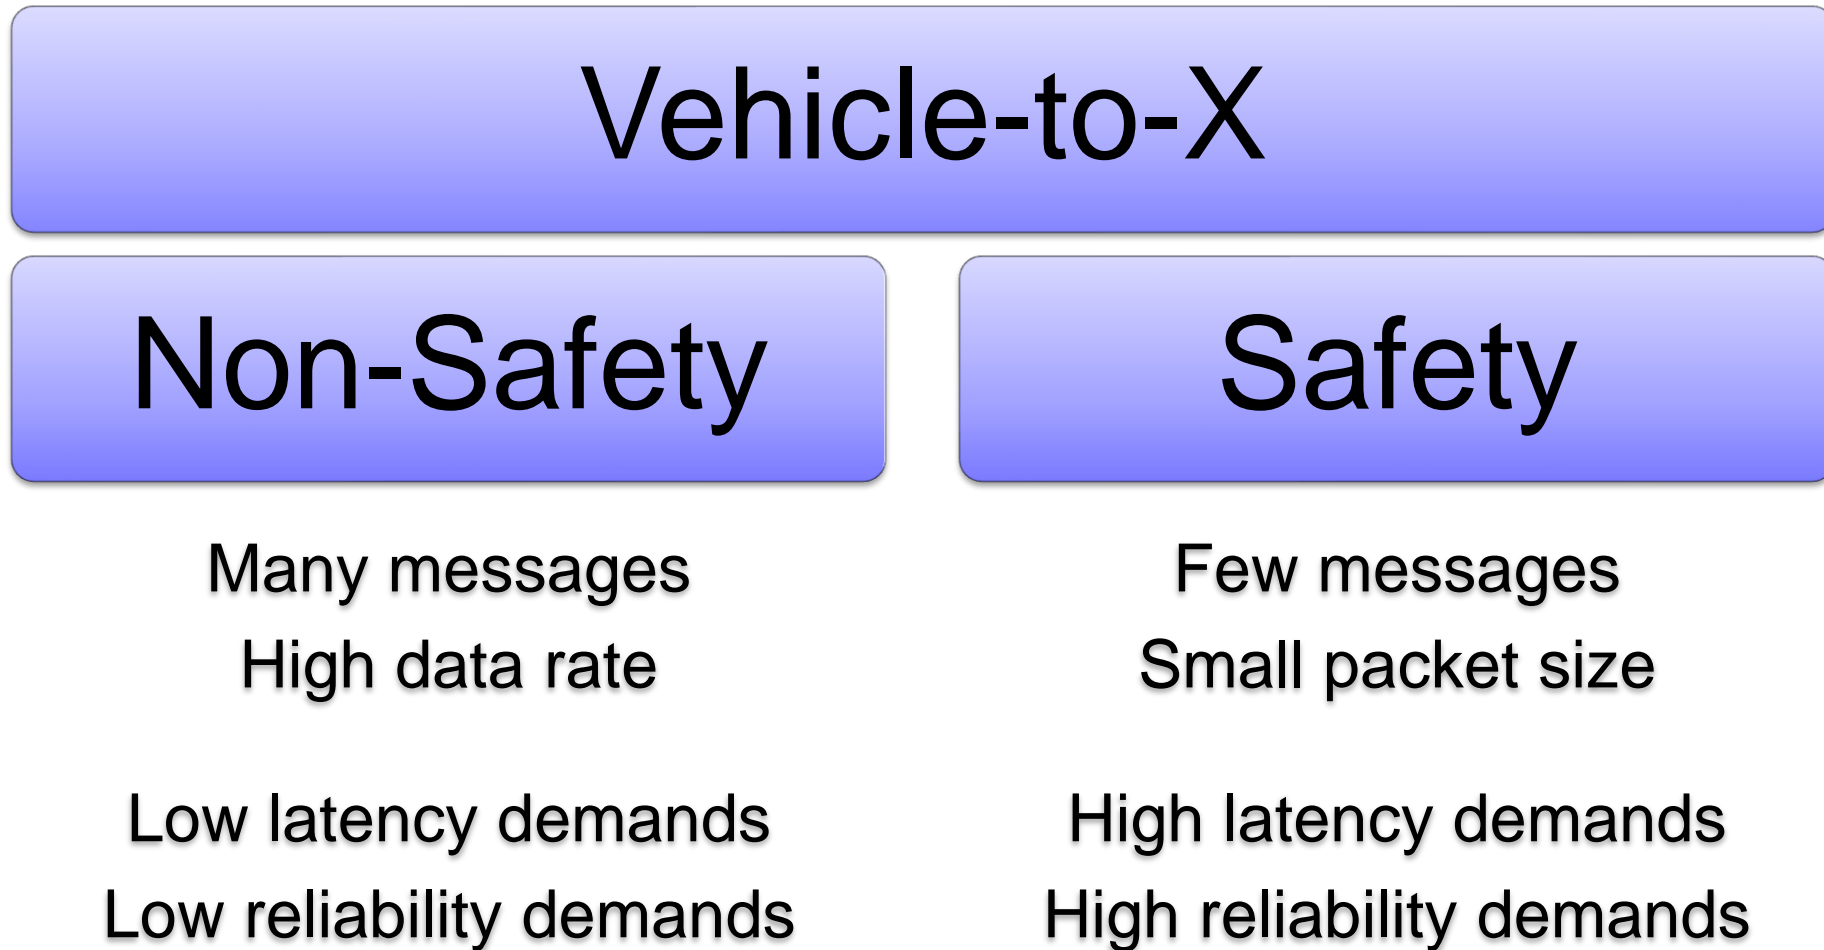 Vehicle-to-X
Non-Safety
Many messages
High data rate
Low latency demands
Low reliability demands
Safety
Few messages
Small packet size
High latency demands
High reliability demands